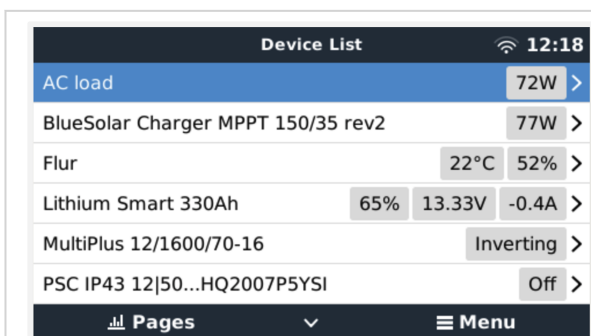 Device List 12:18
AC load 72W
BlueSolar Charger MPPT 150/35 rev2 77W
Flur 22°C 52%
Lithium Smart 330Ah 65% 13.33V -0.4A
MultiPlus 12/1600/70-16 Inverting
PSC IP43 12|50...HQ2007P5YSI Off
Pages Menu